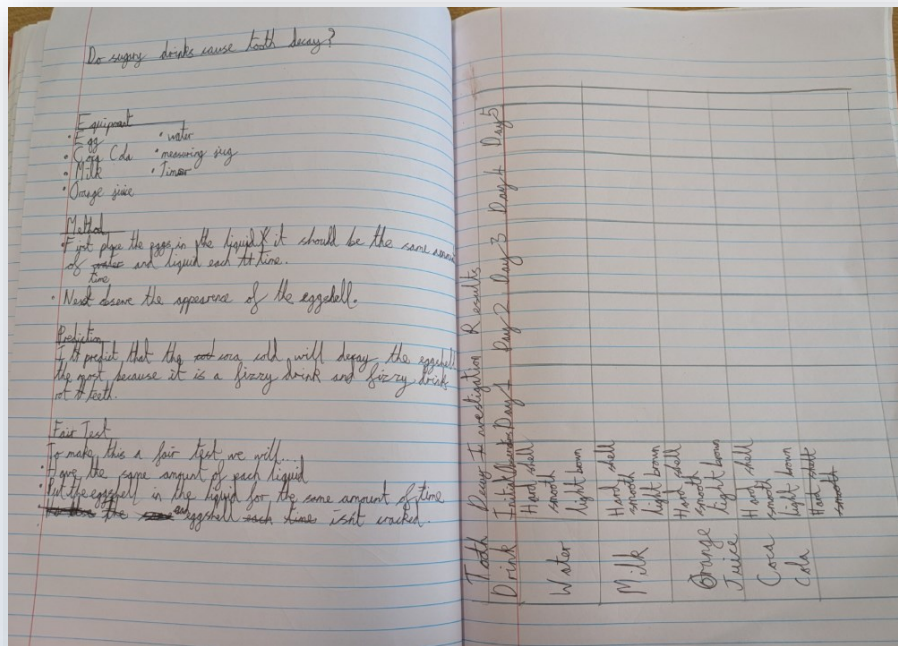 Do sugary drinks cause tooth decay?
Equipment
• Egg • water
• Coca Cola • measuring jug
• Milk • Timer
• Orange juice
Method
• First place the eggs in the liquid it should be the same
of time and liquid each time.
• Next observe the appearence of the eggshell.
Prediction
I predict that the coca cold will decay the eggshell
the most because it is a fizzy drink and fizzy drinks
rot teeth.
Fair Test
To make this a fair test we will...
• Have the same amount of each liquid
• Put the eggshell in the liquid for the same amount of time
eggshell each time isnt cracked.
Tooth Decay Investigation Results
Drink Initial Day 1 Day 2 Day 3 Day 4 Day 5
Water Hard shell
smooth
light brown
Milk Hard shell
smooth
light brown
Orange Juice Hard shell
smooth
light brown
Coca Cola Hard shell
smooth
light brown
Hard shell
smooth